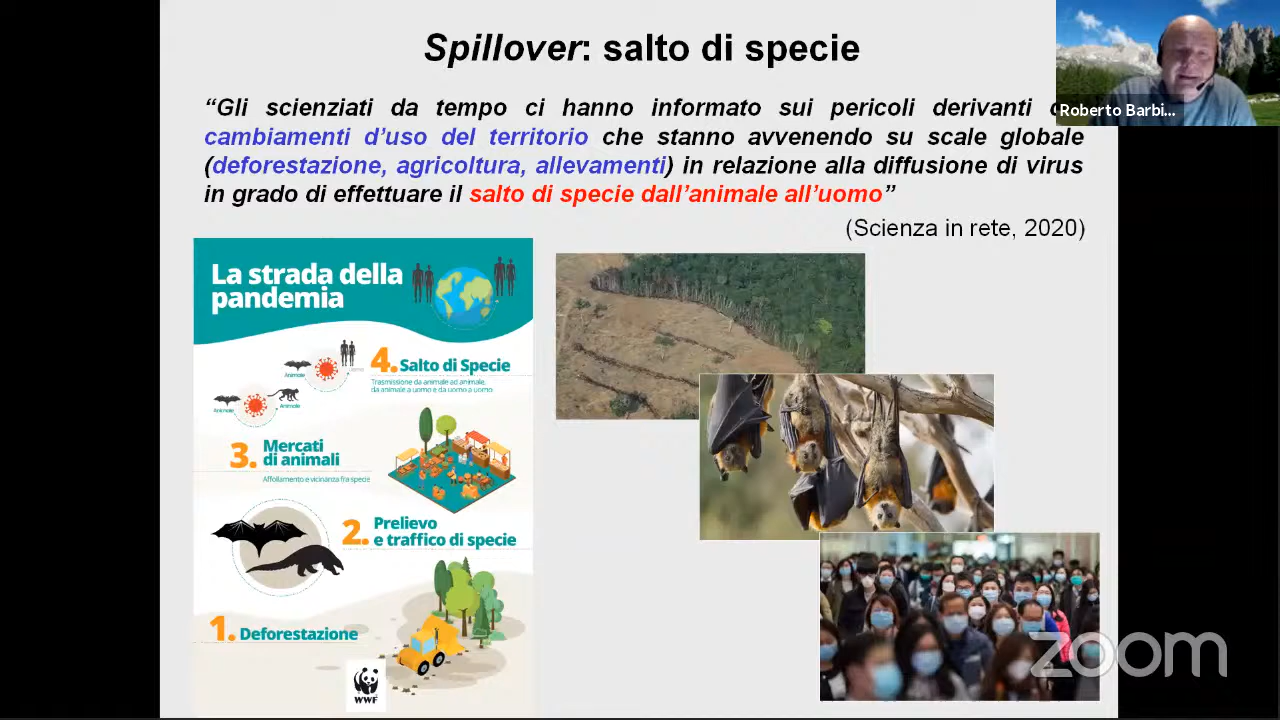 Spillover: salto di specie
“Gli scienziati da tempo ci hanno informato sui pericoli derivanti
cambiamenti d’uso del territorio che stanno avvenendo su scale globale
(deforestazione, agricoltura, allevamenti) in relazione alla diffusione di virus
in grado di effettuare il salto di specie dall’animale all’uomo”
(Scienza in rete, 2020)
Roberto Barbi...
La strada della
pandemia
4. Salto di Specie
Trasmissione da animale ad animale,
da animale a uomo e da uomo a uomo
Animale
Uomo
Animale
Animale
3. Mercati
di animali
Affollamento e vicinanza fra specie
2. Prelievo
e traffico di specie
1. Deforestazione
WWF
zoom